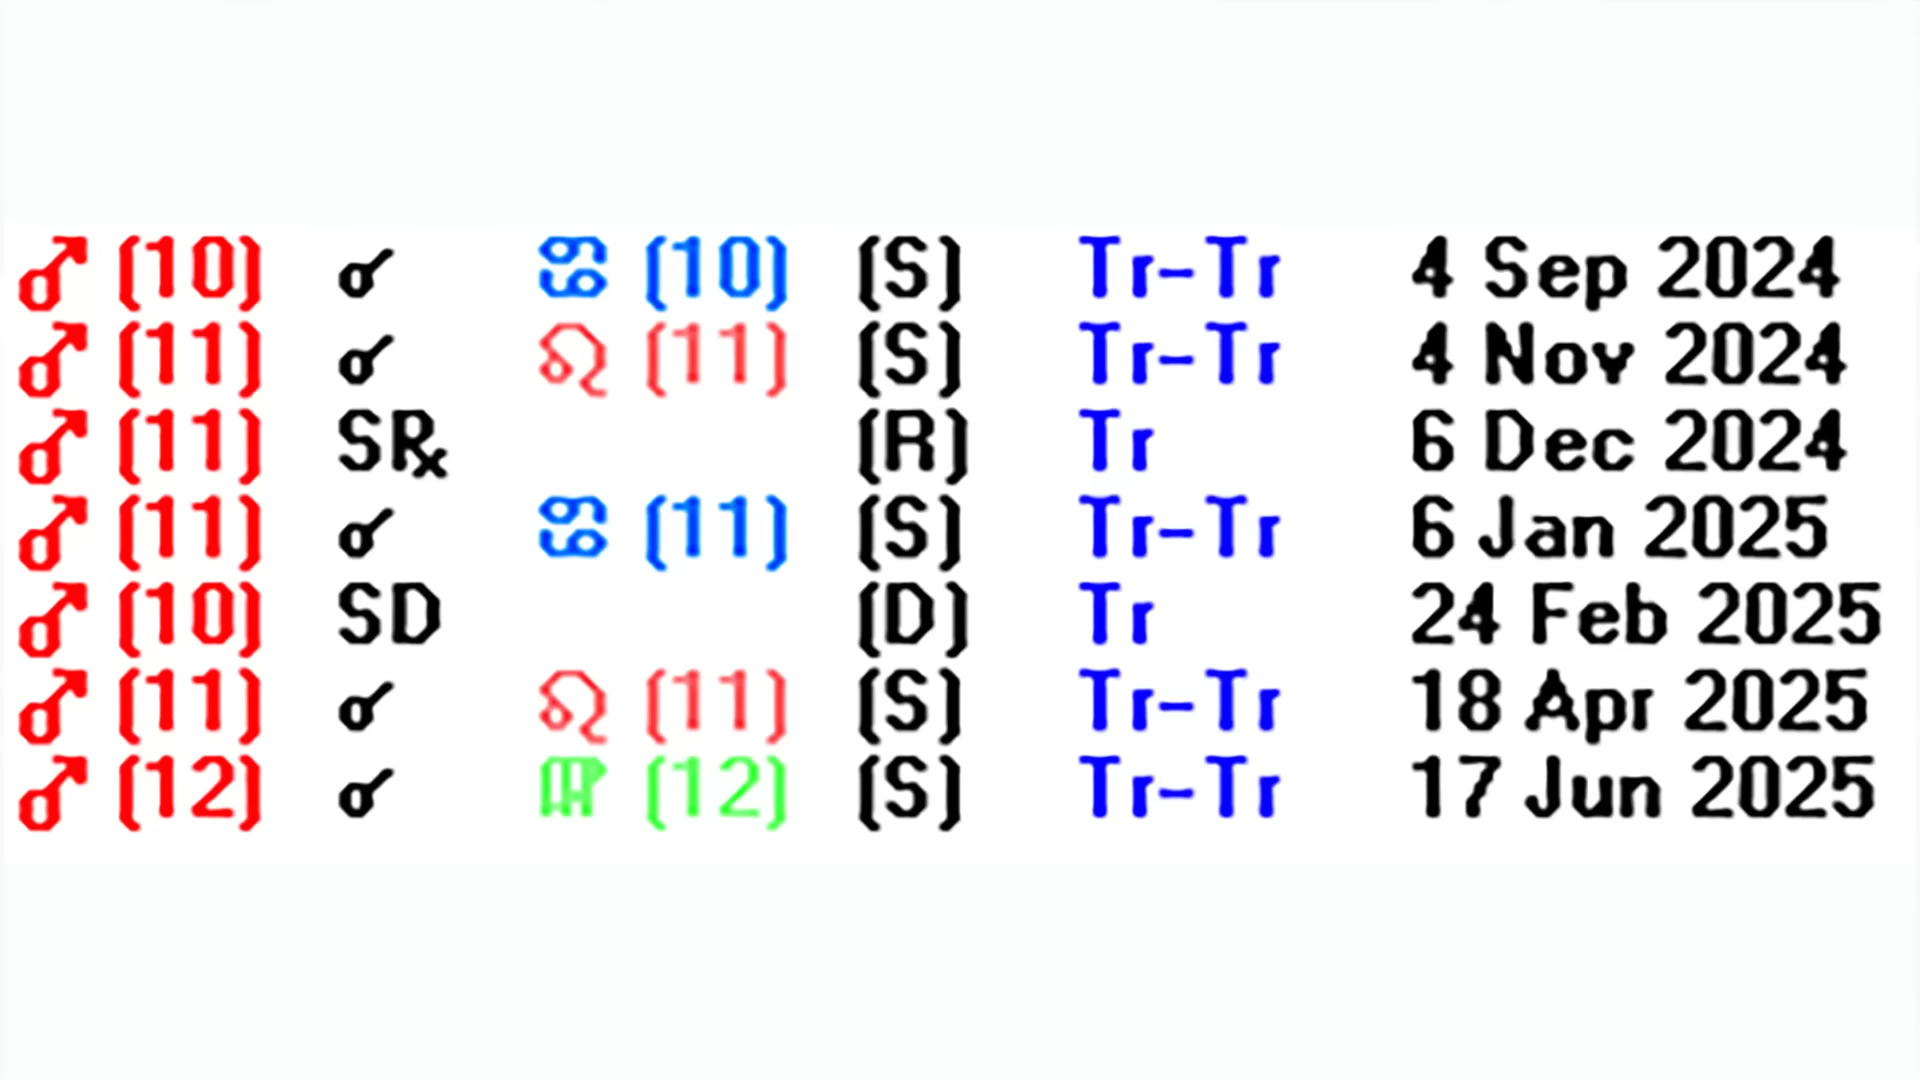 ♂ (10) ☌ ♋ (10) (S) Tr-Tr 4 Sep 2024
♂ (11) ☌ ♌ (11) (S) Tr-Tr 4 Nov 2024
♂ (11) S℞ (R) Tr 6 Dec 2024
♂ (11) ☌ ♋ (11) (S) Tr-Tr 6 Jan 2025
♂ (10) SD (D) Tr 24 Feb 2025
♂ (11) ☌ ♌ (11) (S) Tr-Tr 18 Apr 2025
♂ (12) ☌ ♍ (12) (S) Tr-Tr 17 Jun 2025